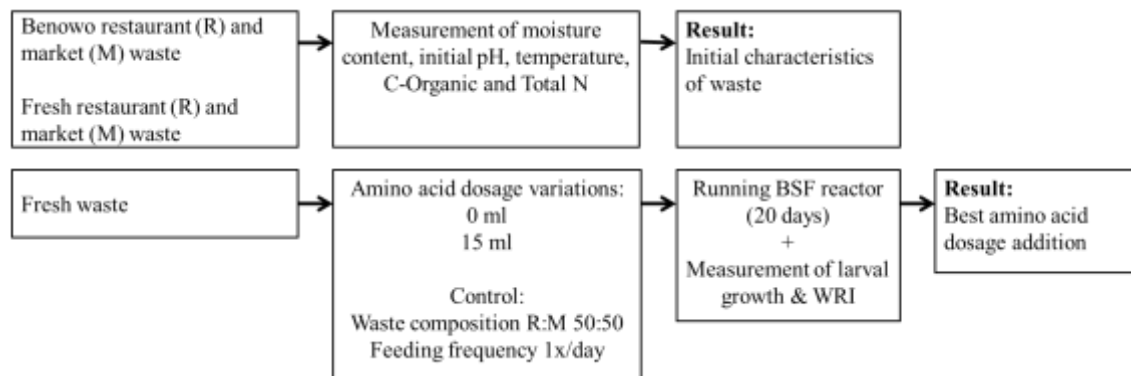 Benowo restaurant (R) and
market (M) waste
Fresh restaurant (R) and
market (M) waste
Measurement of moisture
content, initial pH, temperature,
C-Organic and Total N
Result:
Initial characteristics
of waste
Fresh waste
Amino acid dosage variations:
0 ml
15 ml
Control:
Waste composition R:M 50:50
Feeding frequency 1x/day
Running BSF reactor
(20 days)
+
Measurement of larval
growth & WRI
Result:
Best amino acid
dosage addition